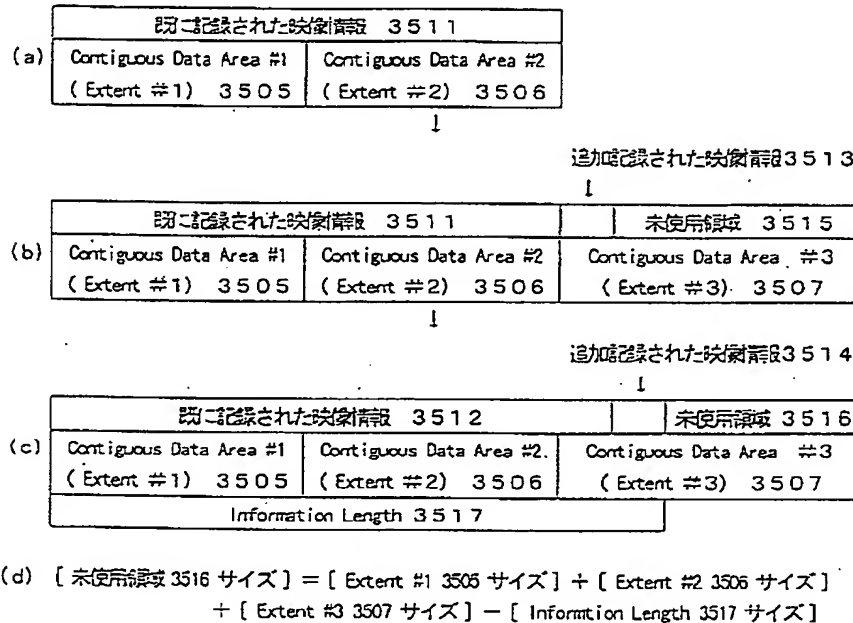 既に記録された映像情報 3511
(a)
Contiguous Data Area #1
(Extent #1) 3505
Contiguous Data Area #2
(Extent #2) 3506
↓
追加記録された映像情報3513
↓
既に記録された映像情報 3511
未使用領域 3515
(b)
Contiguous Data Area #1
(Extent #1) 3505
Contiguous Data Area #2
(Extent #2) 3506
Contiguous Data Area #3
(Extent #3) 3507
↓
追加記録された映像情報3514
↓
既に記録された映像情報 3512
未使用領域 3516
(c)
Contiguous Data Area #1
(Extent #1) 3505
Contiguous Data Area #2
(Extent #2) 3506
Contiguous Data Area #3
(Extent #3) 3507
Information Length 3517
(d) [ 未使用領域 3516 サイズ ] = [ Extent #1 3505 サイズ ] + [ Extent #2 3506 サイズ ]
+ [ Extent #3 3507 サイズ ] − [ Informtion Length 3517 サイズ ]